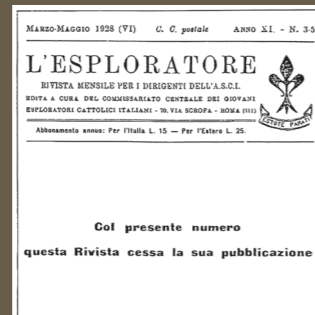 MARZO-MAGGIO 1928 (VI) C. C. postale ANNO XI. - N. 3-5
L'ESPLORATORE
RIVISTA MENSILE PER I DIRIGENTI DELL'A.S.C.I.
EDITA A CURA DEL COMMISSARIATO CENTRALE DEI GIOVANI
ESPLORATORI CATTOLICI ITALIANI - 70, VIA SCROFA - ROMA (111)
ESTOTE PARATI
Abbonamento annuo: Per l'Italia L. 15 — Per l'Estero L. 25.
Col presente numero
questa Rivista cessa la sua pubblicazione